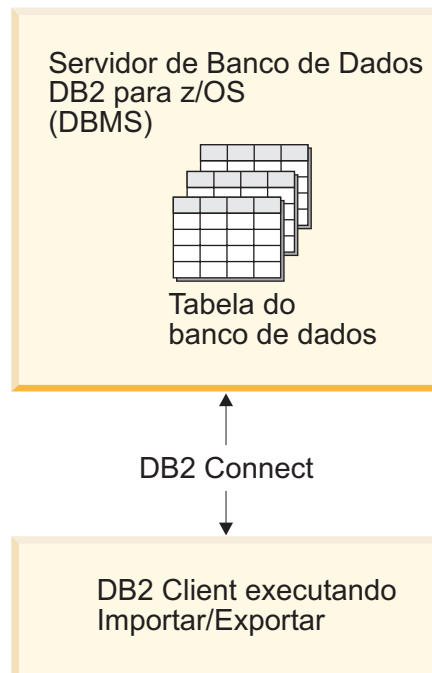 Servidor de Banco de Dados
DB2 para z/OS
(DBMS)
Tabela do
banco de dados
DB2 Connect
DB2 Client executando
Importar/Exportar